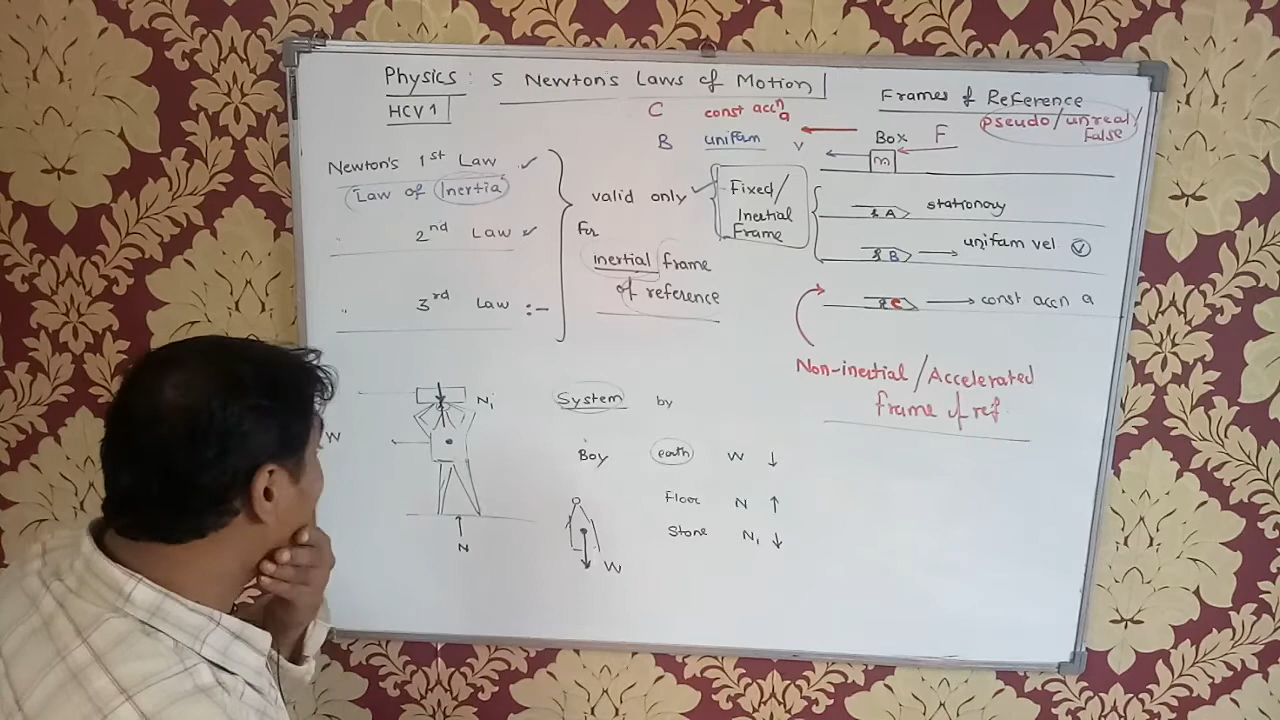 Physics: 5 Newton's Laws of Motion
HCV 1
Frames of Reference
C const accn a
pseudo/unreal/
False
B uniform v
Box F
m
Newton's 1st Law ✓
Law of Inertia
" 2nd Law ✓
" 3rd Law :-
valid only
for
inertial frame
of reference
Fixed/
Inertial
Frame
A stationary
B → uniform vel ✓
C → const accn a
Non-inertial/Accelerated
frame of ref.
N1
W
N
System by
Boy earth W ↓
Floor N ↑
Stone N1 ↓
W